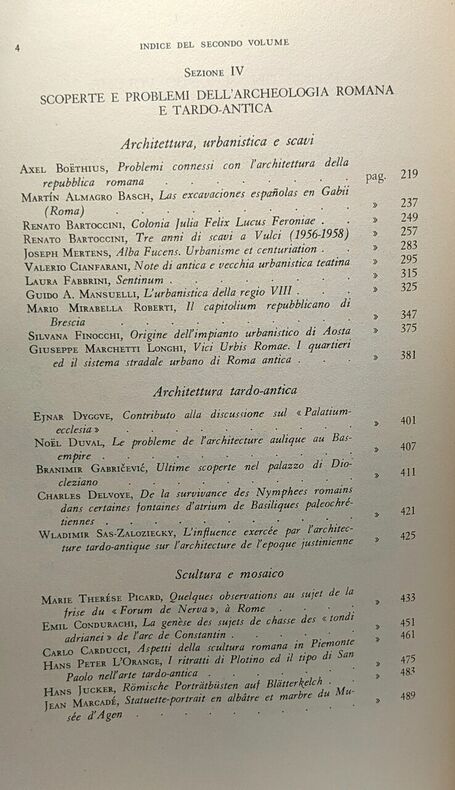 4
INDICE DEL SECONDO VOLUME
SEZIONE IV
SCOPERTE E PROBLEMI DELL'ARCHEOLOGIA ROMANA
E TARDO-ANTICA
Architettura, urbanistica e scavi
AXEL BOËTHIUS, Problemi connessi con l'architettura della
repubblica romana . . . . . . . . pag. 219
MARTÍN ALMAGRO BASCH, Las excavaciones españolas en Gabii
(Roma) . . . . . . . . . » 237
RENATO BARTOCCINI, Colonia Julia Felix Lucus Feroniae . . » 249
RENATO BARTOCCINI, Tre anni di scavi a Vulci (1956-1958) » 257
JOSEPH MERTENS, Alba Fucens. Urbanisme et centuriation . » 283
VALERIO CIANFARANI, Note di antica e vecchia urbanistica teatina » 295
LAURA FABBRINI, Sentinum . . . . . . . » 315
GUIDO A. MANSUELLI, L'urbanistica della regio VIII . . . » 325
MARIO MIRABELLA ROBERTI, Il capitolium repubblicano di
Brescia . . . . . . . . . » 347
SILVANA FINOCCHI, Origine dell'impianto urbanistico di Aosta » 375
GIUSEPPE MARCHETTI LONGHI, Vici Urbis Romae. I quartieri
ed il sistema stradale urbano di Roma antica . . . » 381
Architettura tardo-antica
EJNAR DYGGVE, Contributo alla discussione sul « Palatium-
ecclesia » . . . . . . . . . » 401
NOËL DUVAL, Le probleme de l'architecture aulique au Bas-
empire . . . . . . . . . » 407
BRANIMIR GABRIČEVIĆ, Ultime scoperte nel palazzo di Dio-
cleziano . . . . . . . . . » 411
CHARLES DELVOYE, De la survivance des Nymphees romains
dans certaines fontaines d'atrium de Basiliques paleochré-
tiennes . . . . . . . . . » 421
WLADIMIR SAS-ZALOZIECKY, L'influence exercée par l'architec-
ture tardo-antique sur l'architecture de l'epoque justinienne » 425
Scultura e mosaico
MARIE THERÉSE PICARD, Quelques observations au sujet de la
frise du « Forum de Nerva », à Rome . . . . » 433
EMIL CONDURACHI, La genèse des sujets de chasse des « tondi
adrianei » de l'arc de Constantin . . . . . » 451
CARLO CARDUCCI, Aspetti della scultura romana in Piemonte » 461
HANS PETER L'ORANGE, I ritratti di Plotino ed il tipo di San
Paolo nell'arte tardo-antica . . . . . . » 475
HANS JUCKER, Römische Porträtbüsten auf Blätterkelch . . » 483
JEAN MARCADÉ, Statuette-portrait en albâtre et marbre du Mu-
sée d'Agen . . . . . . . . . » 489